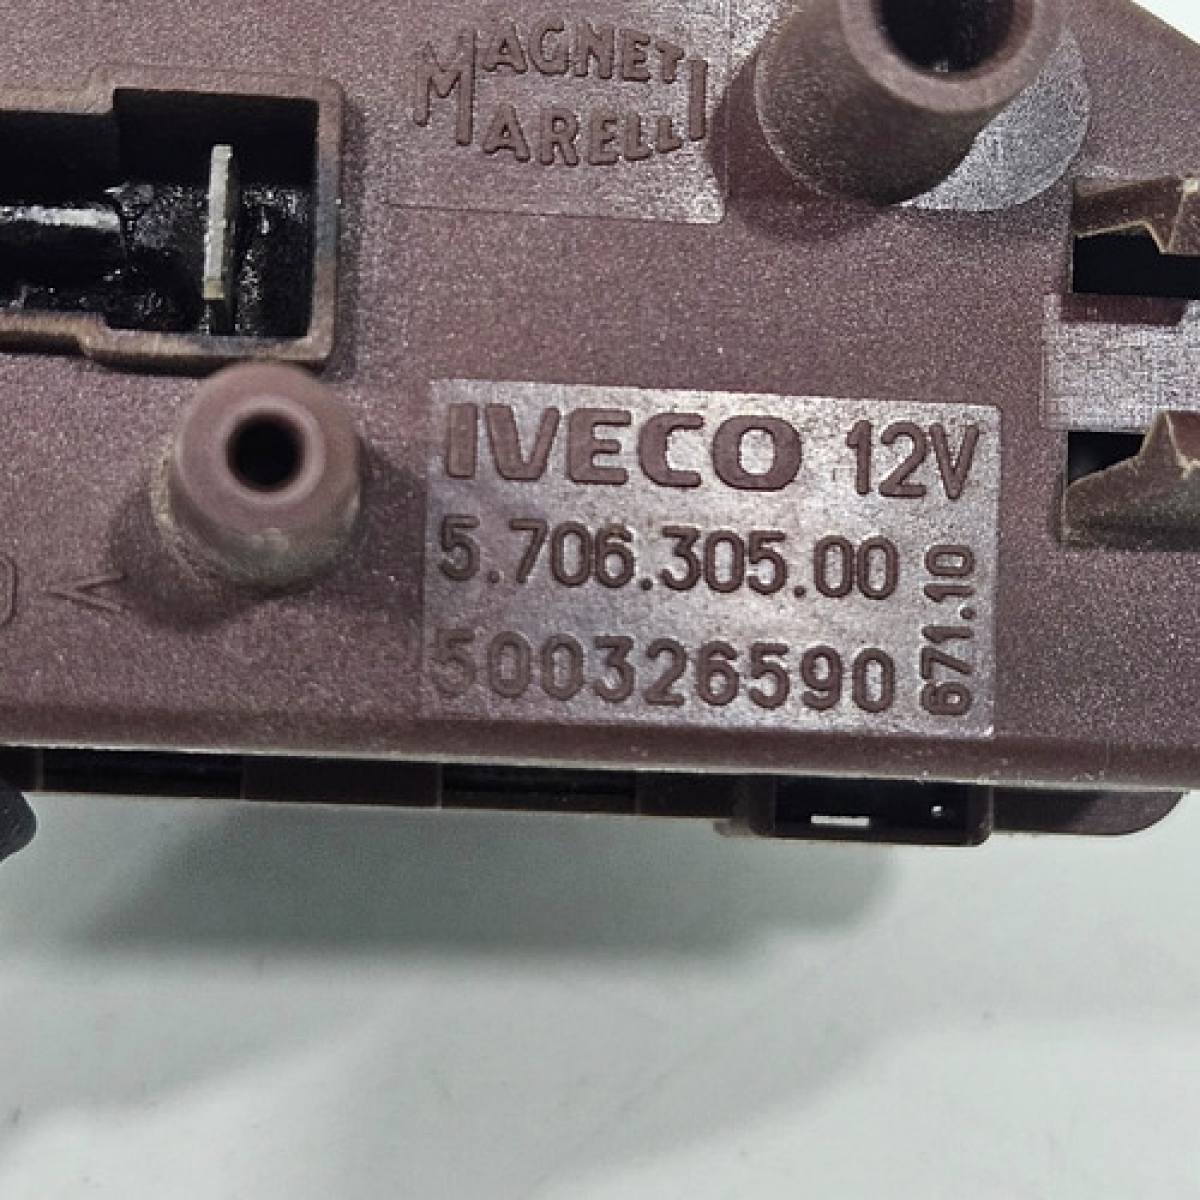 MAGNETI
MARELLI
IVECO 12V
5.706.305.00
500326590
671.10
<